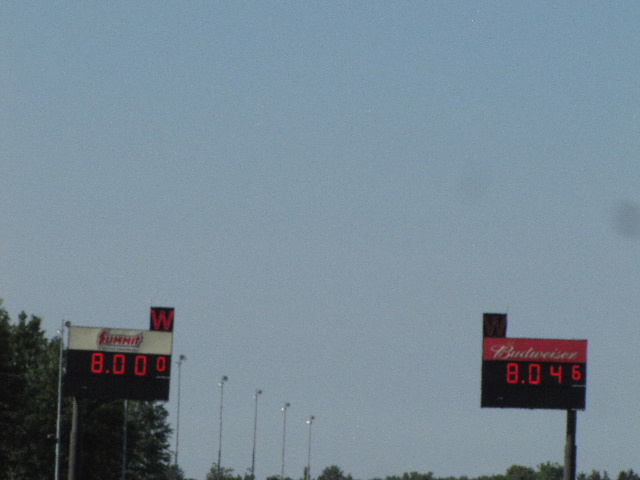 W
SUMMIT
8.000
W
Budweiser
8.046